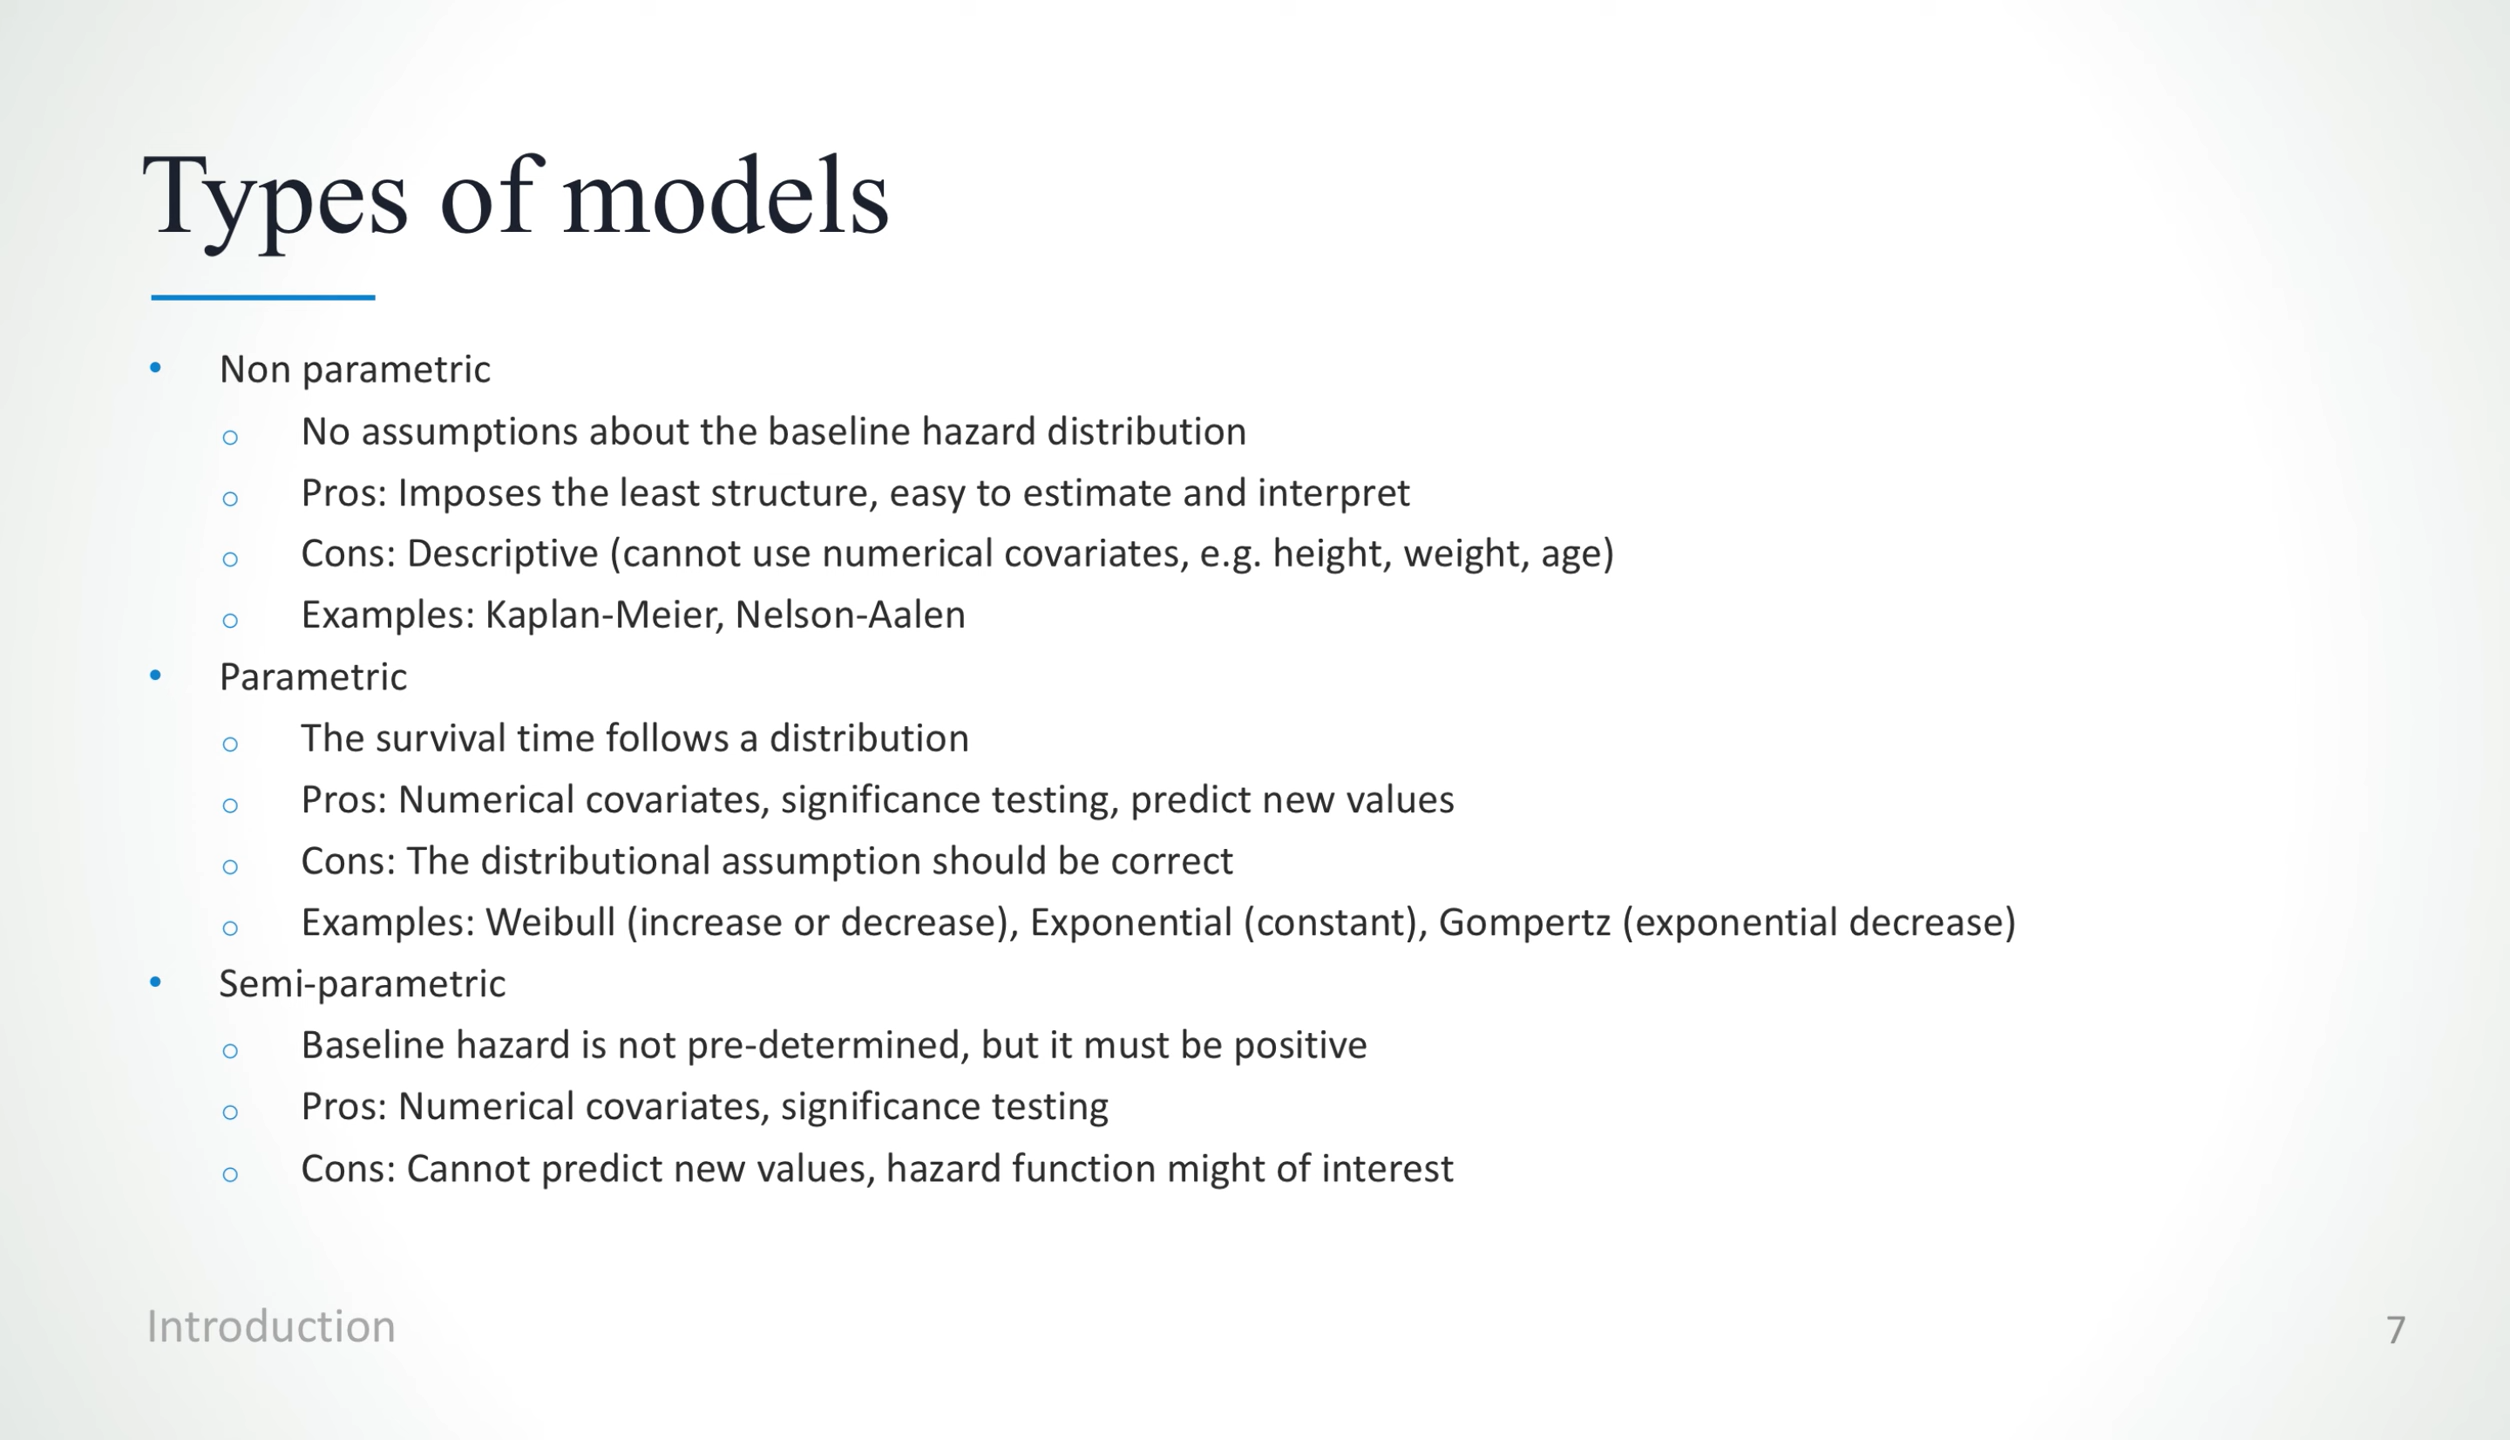 Types of models
• Non parametric
○ No assumptions about the baseline hazard distribution
○ Pros: Imposes the least structure, easy to estimate and interpret
○ Cons: Descriptive (cannot use numerical covariates, e.g. height, weight, age)
○ Examples: Kaplan-Meier, Nelson-Aalen
• Parametric
○ The survival time follows a distribution
○ Pros: Numerical covariates, significance testing, predict new values
○ Cons: The distributional assumption should be correct
○ Examples: Weibull (increase or decrease), Exponential (constant), Gompertz (exponential decrease)
• Semi-parametric
○ Baseline hazard is not pre-determined, but it must be positive
○ Pros: Numerical covariates, significance testing
○ Cons: Cannot predict new values, hazard function might of interest
Introduction
7